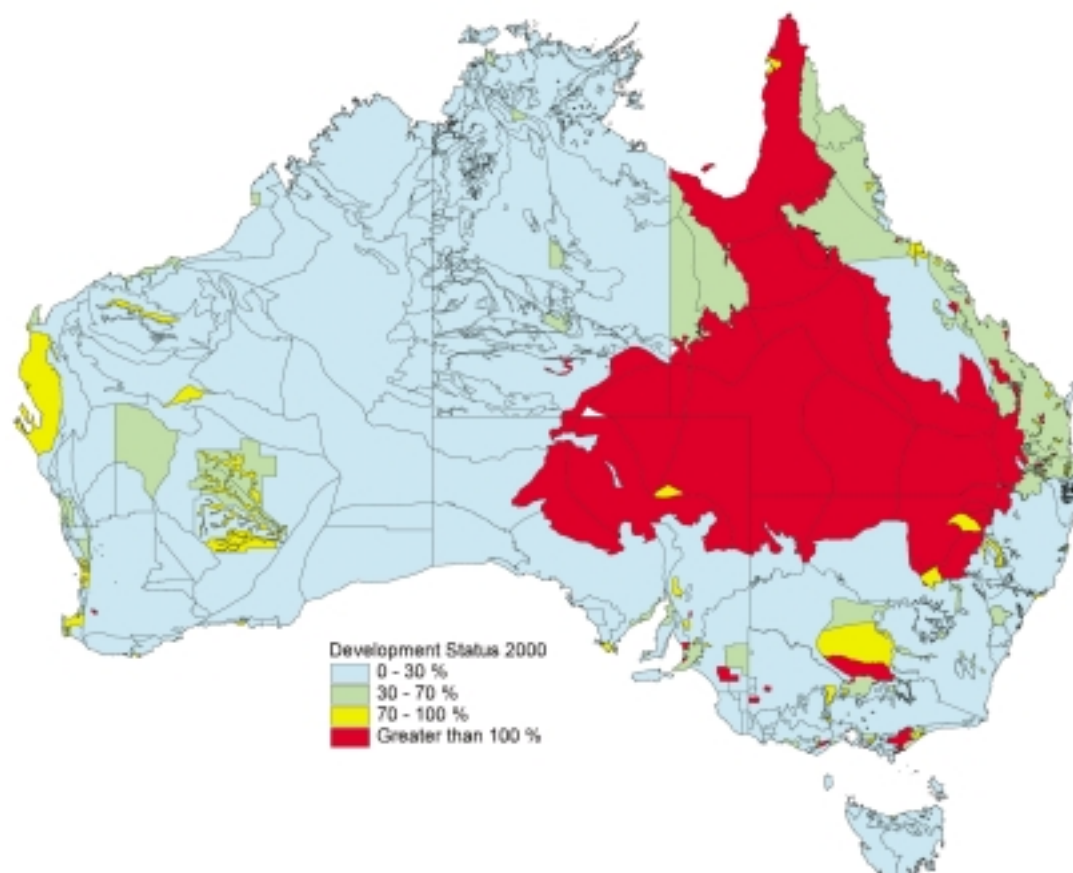 Development Status 2000
0 - 30 %
30 - 70 %
70 - 100 %
Greater than 100 %